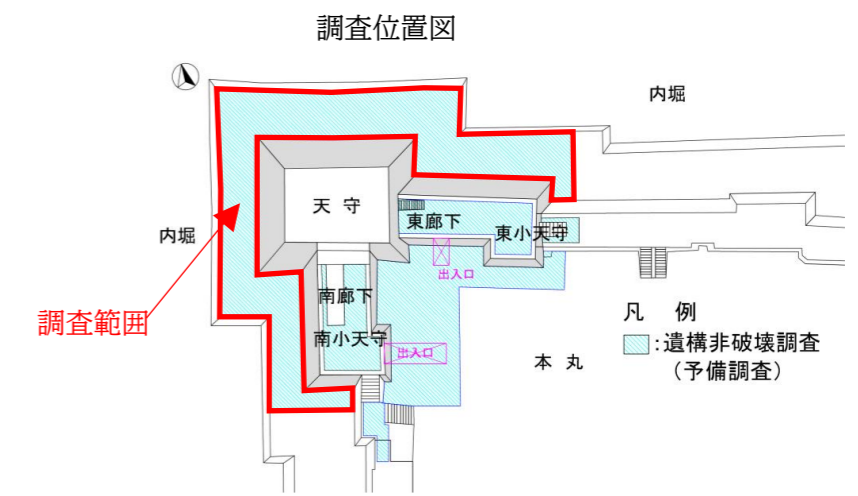 調査位置図
内堀
天 守
東廊下
東小天守
内堀
出入口
南廊下
調査範囲
南小天守
出入口
本 丸
凡 例
:遺構非破壊調査
(予備調査)